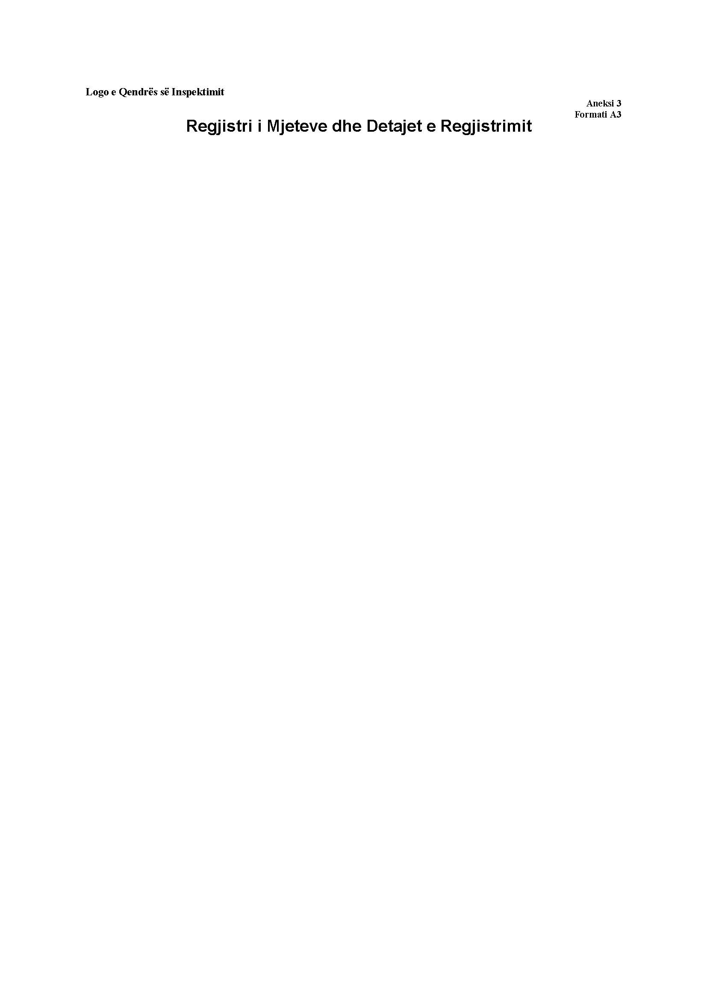 Logo e Qendrës së Inspektimit
Aneksi 3
Formati A3
Regjistri i Mjeteve dhe Detajet e Regjistrimit